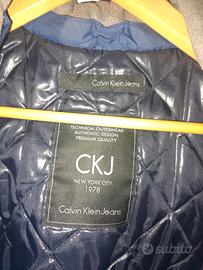 Calvin Klein Jeans
TECHNICAL OUTERWEAR
AUTHENTIC DESIGN
PREMIUM QUALITY
CKJ
NEW YORK CITY
1978
Calvin Klein Jeans
subito